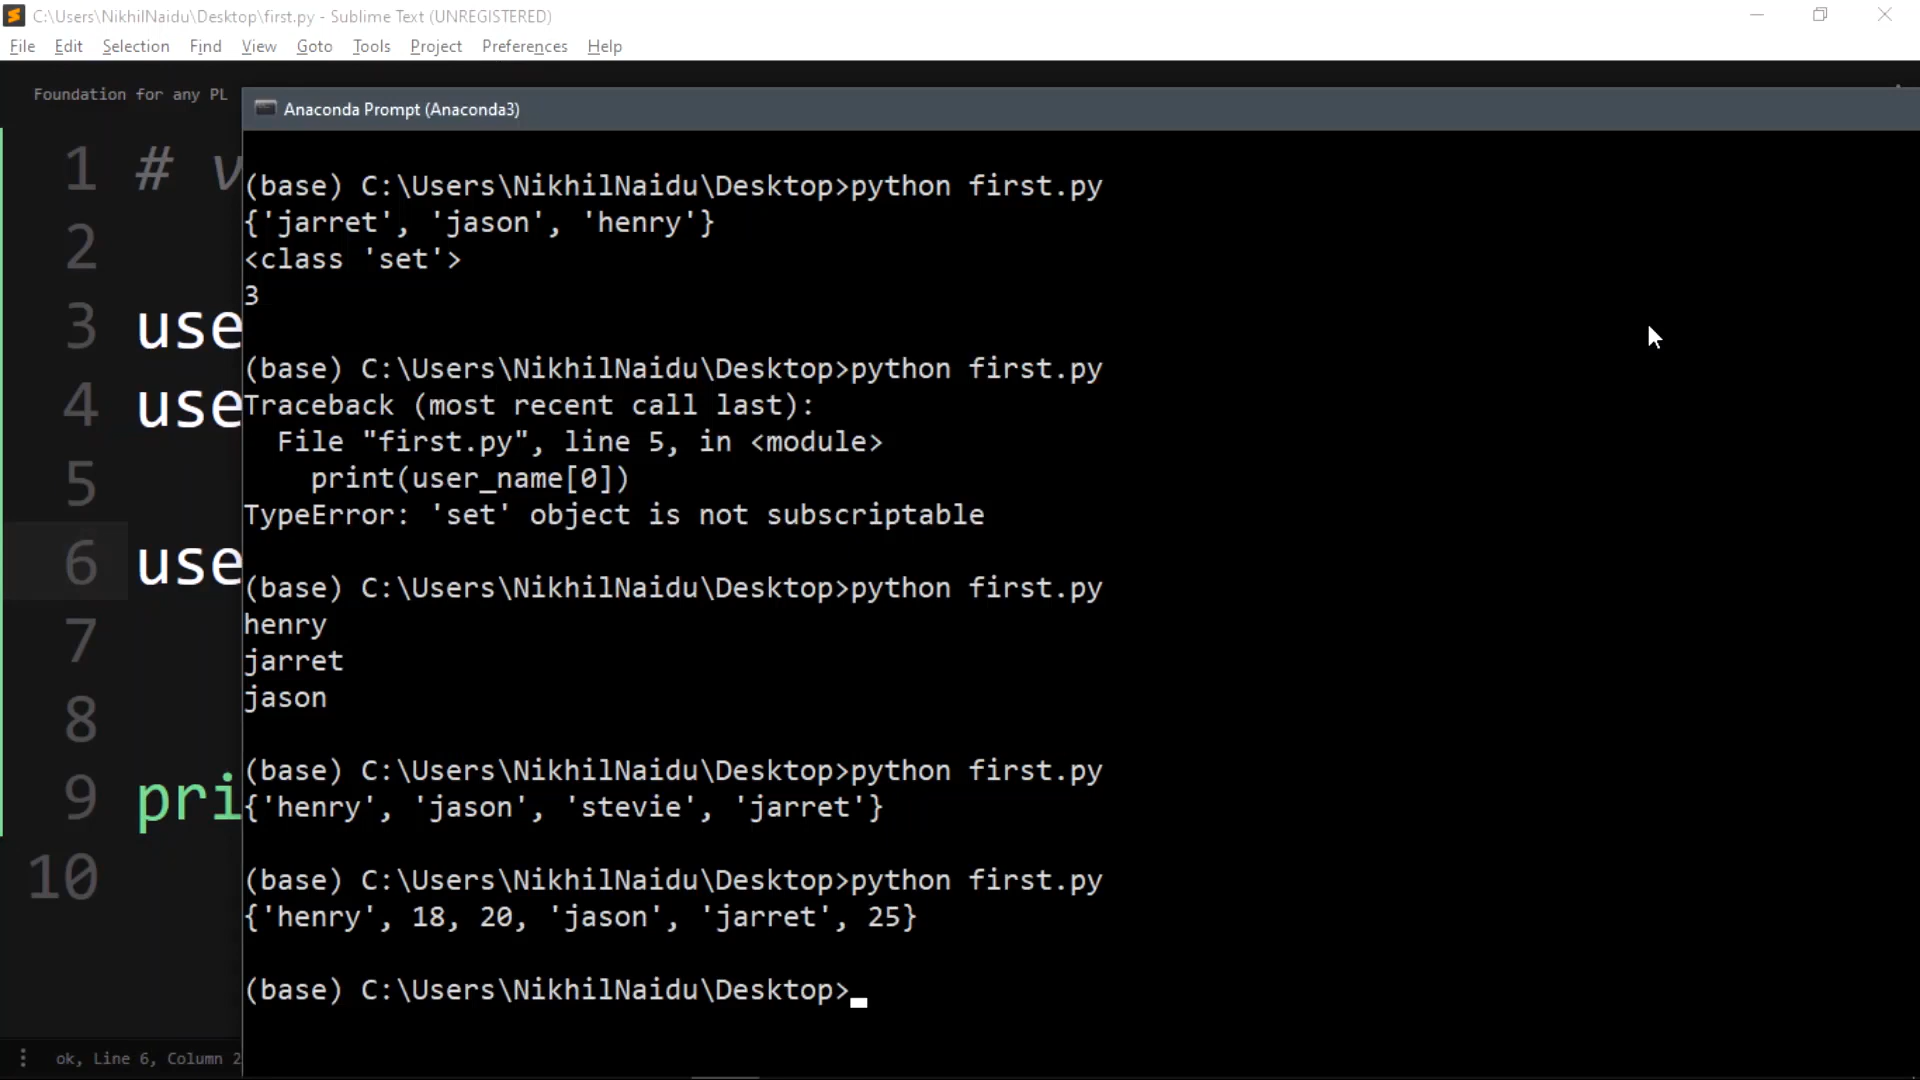 C:\Users\NikhilNaidu\Desktop\first.py - Sublime Text (UNREGISTERED)
File Edit Selection Find View Goto Tools Project Preferences Help
Foundation for any PL
Anaconda Prompt (Anaconda3)
1 # v
2
3 use
4 use
5
6 use
7
8
9 pri
10
(base) C:\Users\NikhilNaidu\Desktop>python first.py
{'jarret', 'jason', 'henry'}
<class 'set'>
3
(base) C:\Users\NikhilNaidu\Desktop>python first.py
Traceback (most recent call last):
  File "first.py", line 5, in <module>
    print(user_name[0])
TypeError: 'set' object is not subscriptable
(base) C:\Users\NikhilNaidu\Desktop>python first.py
henry
jarret
jason
(base) C:\Users\NikhilNaidu\Desktop>python first.py
{'henry', 'jason', 'stevie', 'jarret'}
(base) C:\Users\NikhilNaidu\Desktop>python first.py
{'henry', 18, 20, 'jason', 'jarret', 25}
(base) C:\Users\NikhilNaidu\Desktop>
ok, Line 6, Column 2